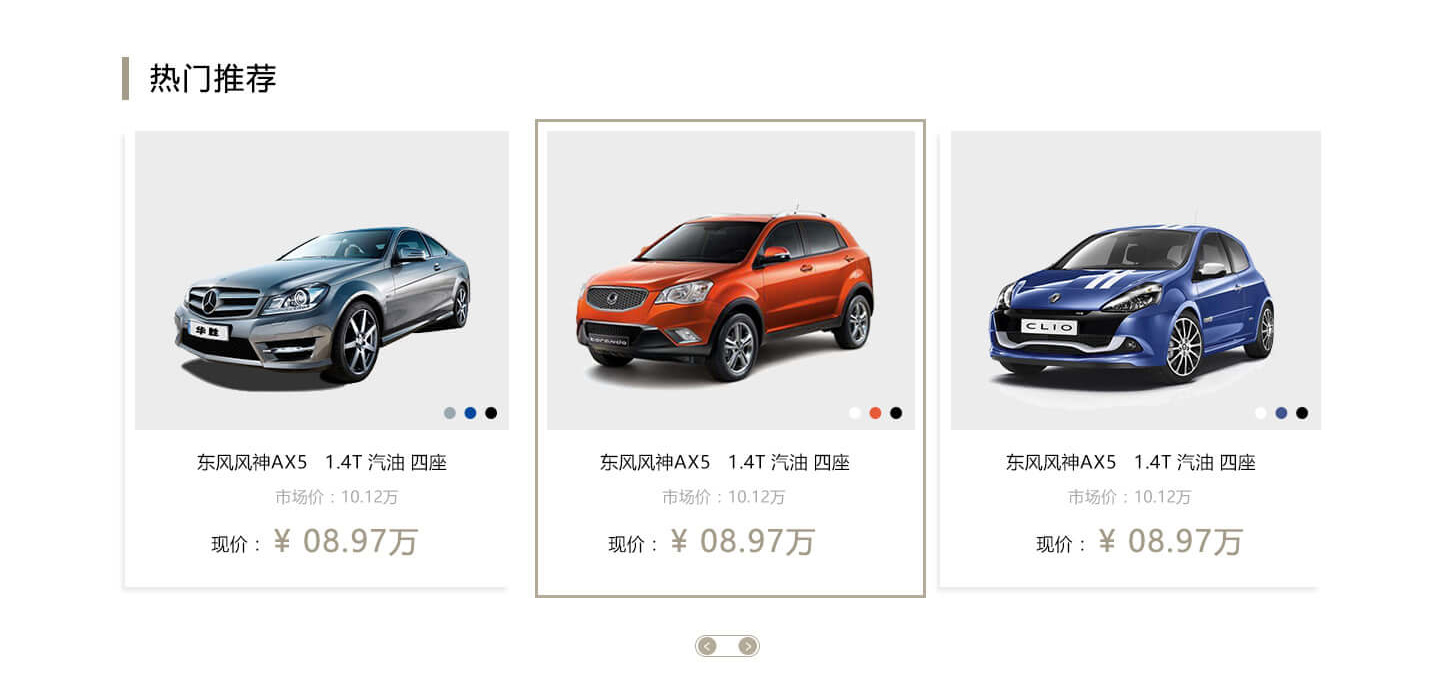 热门推荐
华胜
korando
CLIO
东风风神AX5 1.4T 汽油 四座
市场价：10.12万
现价：¥ 08.97万
东风风神AX5 1.4T 汽油 四座
市场价：10.12万
现价：¥ 08.97万
东风风神AX5 1.4T 汽油 四座
市场价：10.12万
现价：¥ 08.97万